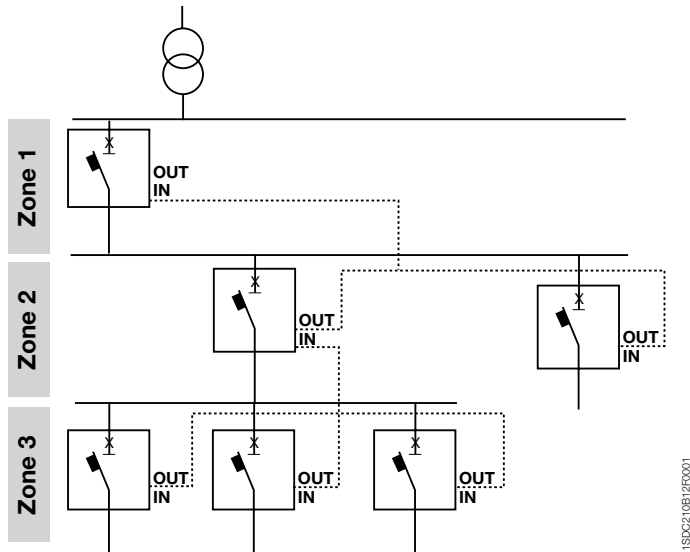 Zone 1
OUT
IN
Zone 2
OUT
IN
OUT
IN
Zone 3
OUT
IN
OUT
IN
OUT
IN
1SDC210B12F0001